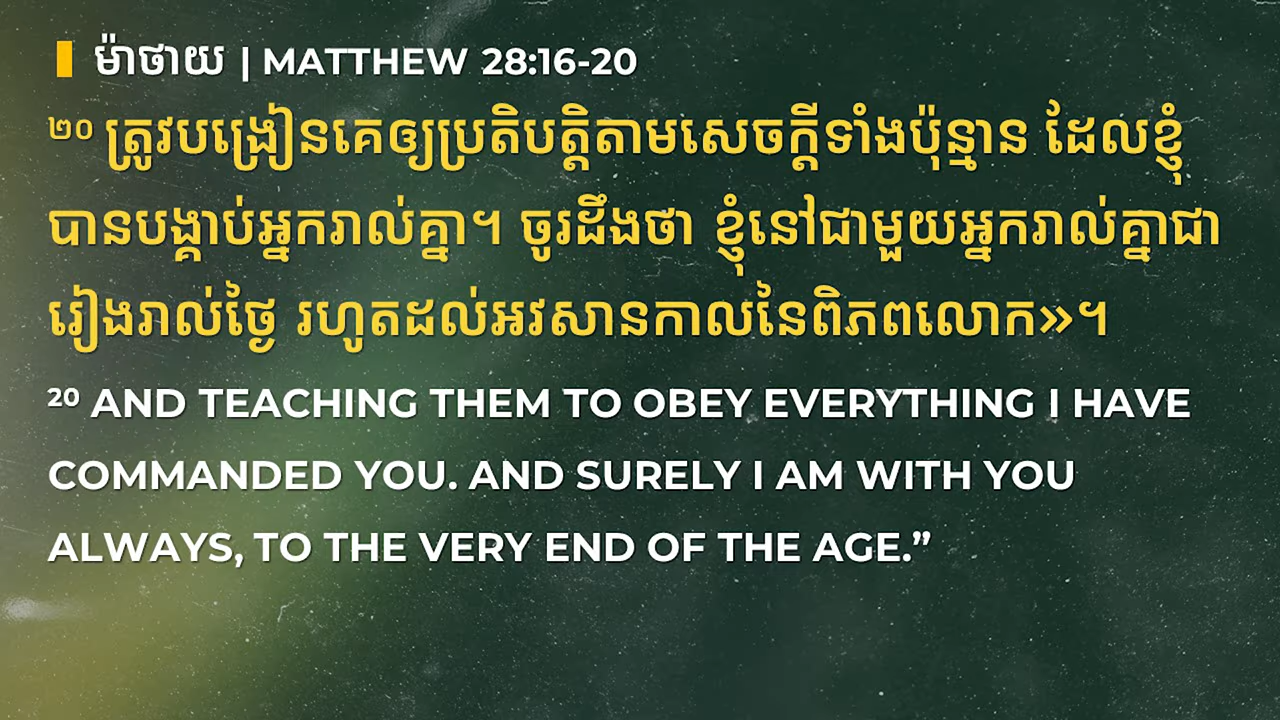 ម៉ាថាយ | MATTHEW 28:16-20
²⁰ ត្រូវបង្រៀនគេឲ្យប្រតិបត្តិតាមសេចក្ដីទាំងប៉ុន្មាន ដែលខ្ញុំ
បានបង្គាប់អ្នករាល់គ្នា។ ចូរដឹងថា ខ្ញុំនៅជាមួយអ្នករាល់គ្នាជា
រៀងរាល់ថ្ងៃ រហូតដល់អវសានកាលនៃពិភពលោក»។
²⁰ AND TEACHING THEM TO OBEY EVERYTHING I HAVE
COMMANDED YOU. AND SURELY I AM WITH YOU
ALWAYS, TO THE VERY END OF THE AGE.”